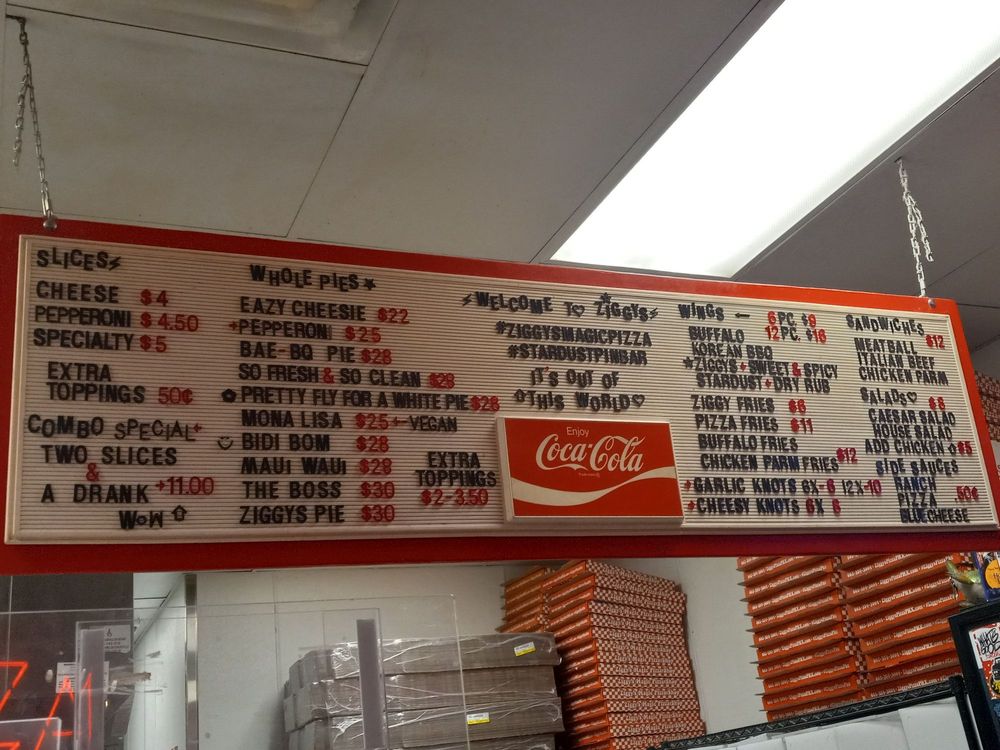 SLICES
CHEESE $4
PEPPERONI $4.50
SPECIALTY $5
EXTRA
TOPPINGS 50¢
COMBO SPECIAL
TWO SLICES
&
A DRANK +11.00
WOW
WHOLE PIES
EAZY CHEESIE $22
+PEPPERONI $25
BAE-BQ PIE $28
SO FRESH & SO CLEAN $28
PRETTY FLY FOR A WHITE PIE $28
MONA LISA $25 +-VEGAN
BIDI BOM $28
MAUI WAUI $28
THE BOSS $30
ZIGGYS PIE $30
EXTRA
TOPPINGS
$2-3.50
WELCOME TO ZIGGYS
#ZIGGYSMAGICPIZZA
#STARDUSTPINBAR
IT'S OUT OF
THIS WORLD
Enjoy
Coca-Cola
WINGS - 6 PC. $9
12 PC. $16
BUFFALO
KOREAN BBQ
ZIGGYS + SWEET & SPICY
STARDUST + DRY RUB
ZIGGY FRIES $6
PIZZA FRIES $11
BUFFALO FRIES
CHICKEN PARM FRIES $12
+GARLIC KNOTS 6X-6 12X-10
+CHEESY KNOTS 6X 8
SANDWICHES
MEATBALL $12
ITALIAN BEEF
CHICKEN PARM
SALADS $8
CAESAR SALAD
HOUSE SALAD
ADD CHICKEN $5
SIDE SAUCES
RANCH
PIZZA 50¢
BLUE CHEESE